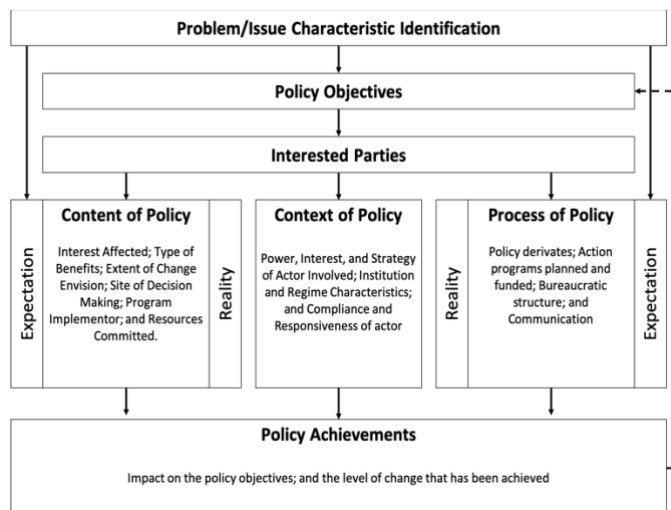 Problem/Issue Characteristic Identification
Policy Objectives
Interested Parties
Expectation
Content of Policy
Interest Affected; Type of
Benefits; Extent of Change
Envision; Site of Decision
Making; Program
Implementor; and Resources
Committed.
Reality
Context of Policy
Power, Interest, and Strategy
of Actor Involved; Institution
and Regime Characteristics;
and Compliance and
Responsiveness of actor
Reality
Process of Policy
Policy derivates; Action
programs planned and
funded; Bureaucratic
structure; and
Communication
Expectation
Policy Achievements
Impact on the policy objectives; and the level of change that has been achieved